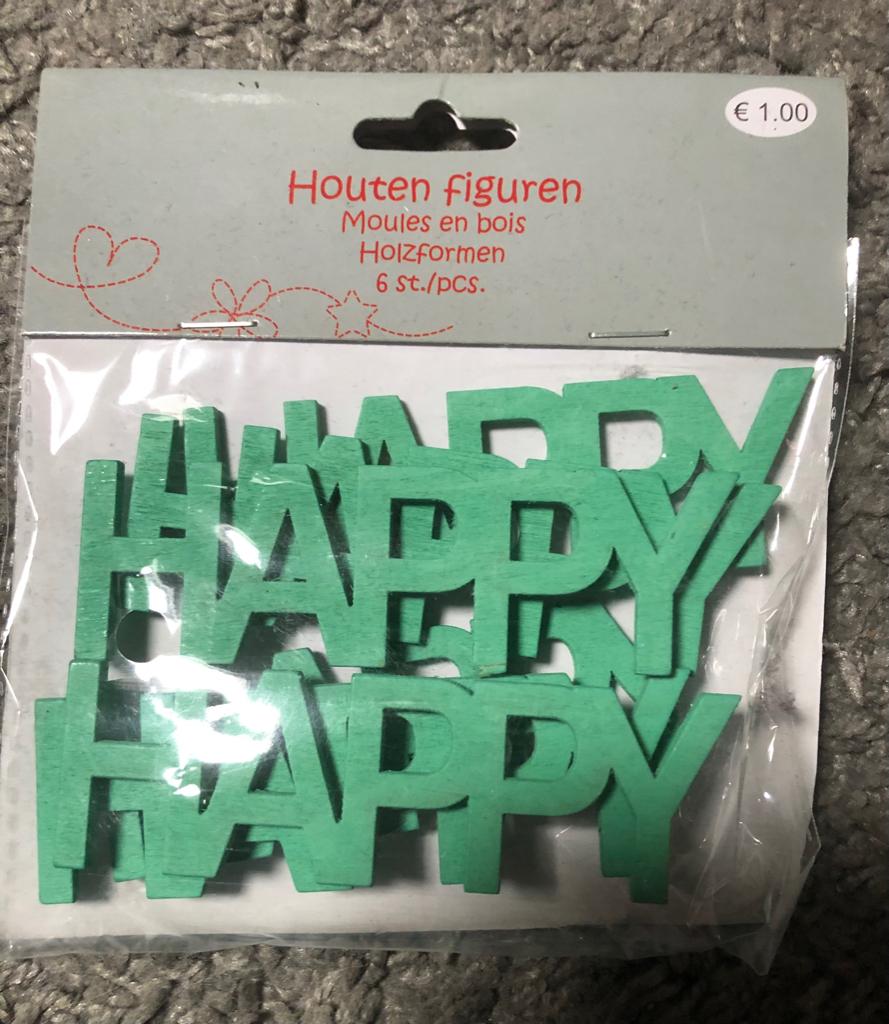 € 1.00
Houten figuren
Moules en bois
Holzformen
6 st./pcs.
HAPPY
HAPPY
HAPPY